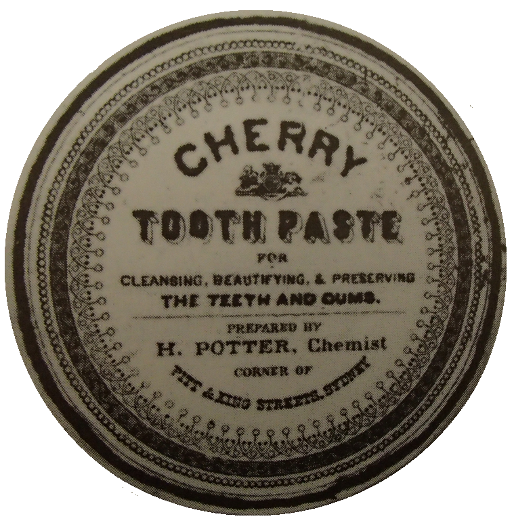 CHERRY
TOOTH PASTE
FOR
CLEANSING, BEAUTIFYING, & PRESERVING
THE TEETH AND GUMS.
PREPARED BY
H. POTTER, Chemist
CORNER OF
PITT & KING STREETS, SYDNEY